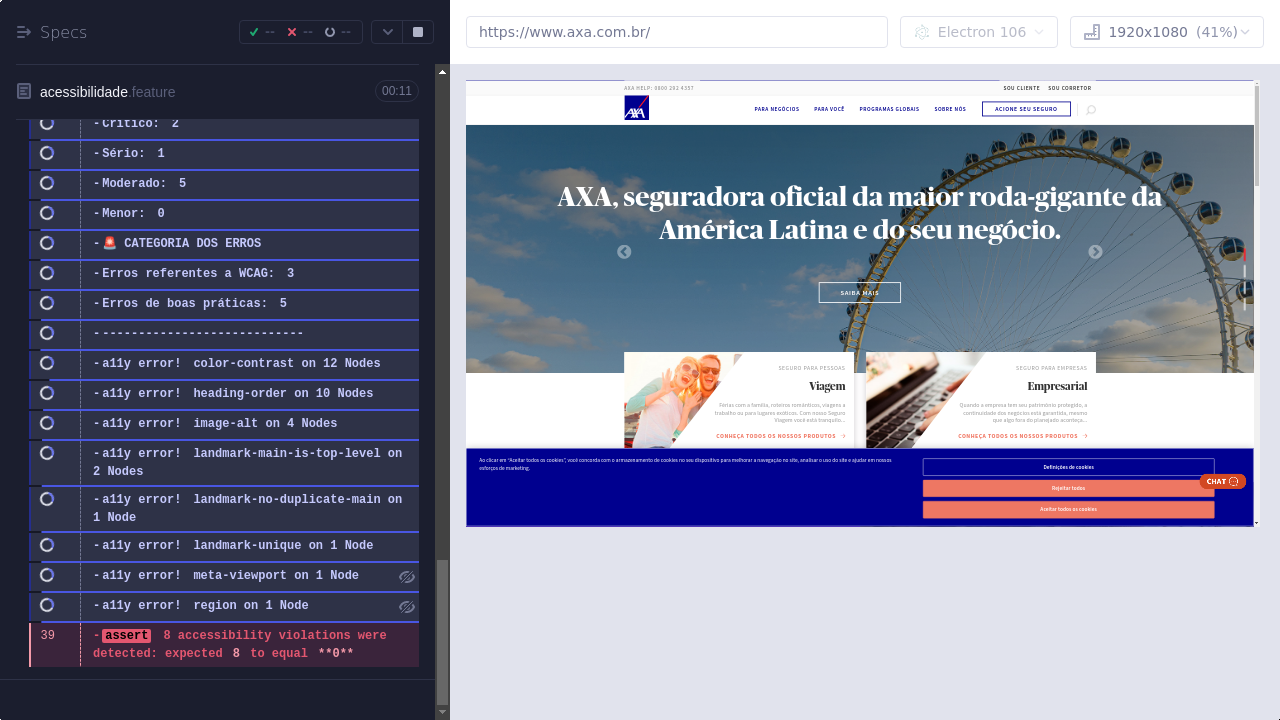 Specs
--
--
--
https://www.axa.com.br/
Electron 106
1920x1080 (41%)
acessibilidade.feature
00:11
-Sério: 1
-Moderado: 5
-Menor: 0
-🚨 CATEGORIA DOS ERROS
-Erros referentes a WCAG: 3
-Erros de boas práticas: 5
-----------------------------
-a11y error! color-contrast on 12 Nodes
-a11y error! heading-order on 10 Nodes
-a11y error! image-alt on 4 Nodes
-a11y error! landmark-main-is-top-level on
-a11y error! landmark-no-duplicate-main on
1 Node
-a11y error! landmark-unique on 1 Node
-a11y error! meta-viewport on 1 Node
-a11y error! region on 1 Node
39
-assert 8 accessibility violations were
detected: expected 8 to equal **0**
AXA HELP: 0800 292 4357
SOU CLIENTE
SOU CORRETOR
AXA
PARA NEGÓCIOS
PARA VOCÊ
PROGRAMAS GLOBAIS
SOBRE NÓS
ACIONE SEU SEGURO
AXA, seguradora oficial da maior roda-gigante da
América Latina e do seu negócio.
SAIBA MAIS
SEGURO PARA PESSOAS
Viagem
Férias com a família, roteiros românticos, viagens a
trabalho ou para lugares exóticos. Com nosso Seguro
Viagem você está tranquilo...
CONHEÇA TODOS OS NOSSOS PRODUTOS
SEGURO PARA EMPRESAS
Empresarial
Quando a empresa tem seu patrimônio protegido, a
continuidade dos negócios está garantida, mesmo
que algo fora do planejado aconteça...
CONHEÇA TODOS OS NOSSOS PRODUTOS
Ao clicar em "Aceitar todos os cookies", você concorda com o armazenamento de cookies no seu dispositivo para melhorar a navegação no site, analisar o uso do site e ajudar em nossos
esforços de marketing.
Definições de cookies
Rejeitar todos
Aceitar todos os cookies
CHAT